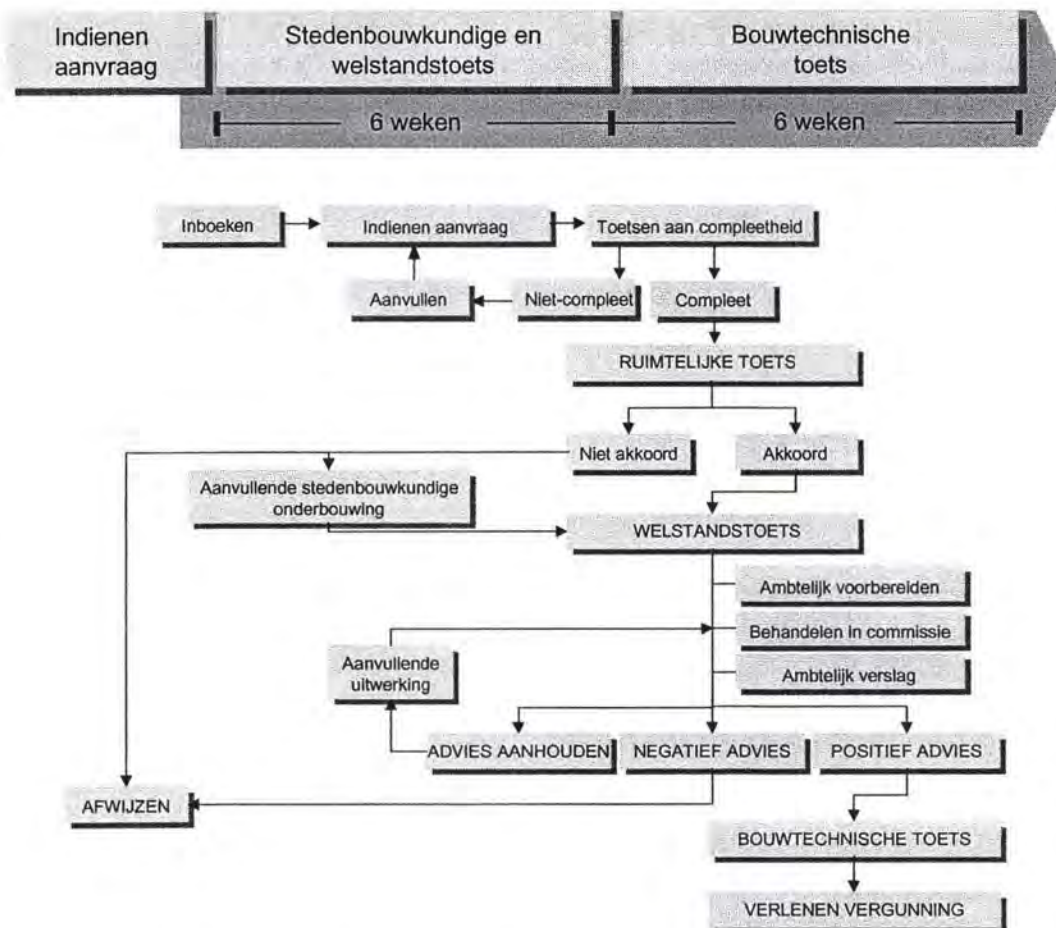 Indienen
aanvraag
Stedenbouwkundige en
welstandstoets
Bouwtechnische
toets
6 weken
6 weken
Inboeken
Indienen aanvraag
Toetsen aan compleetheid
Aanvullen
Niet-compleet
Compleet
RUIMTELIJKE TOETS
Niet akkoord
Akkoord
Aanvullende stedenbouwkundige
onderbouwing
WELSTANDSTOETS
Ambtelijk voorbereiden
Behandelen in commissie
Aanvullende
uitwerking
Ambtelijk verslag
ADVIES AANHOUDEN
NEGATIEF ADVIES
POSITIEF ADVIES
AFWIJZEN
BOUWTECHNISCHE TOETS
VERLENEN VERGUNNING